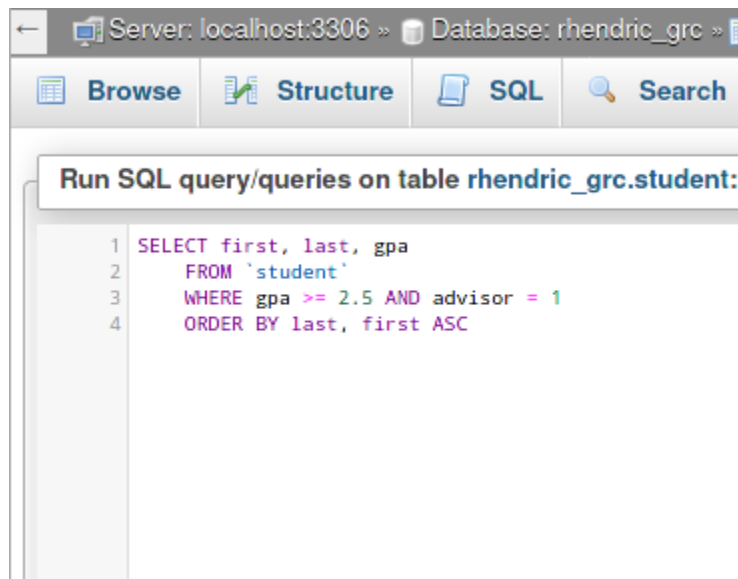 ← Server: localhost:3306 » Database: rhendric_grc »
Browse Structure SQL Search
Run SQL query/queries on table rhendric_grc.student:
1 SELECT first, last, gpa
2 FROM `student`
3 WHERE gpa >= 2.5 AND advisor = 1
4 ORDER BY last, first ASC